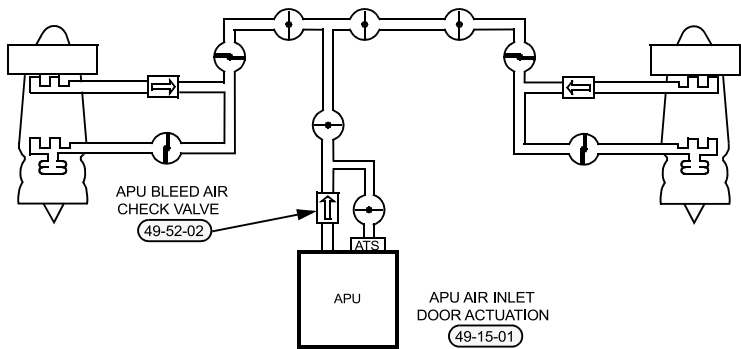 APU BLEED AIR
CHECK VALVE
49-52-02
ATS
APU
APU AIR INLET
DOOR ACTUATION
49-15-01